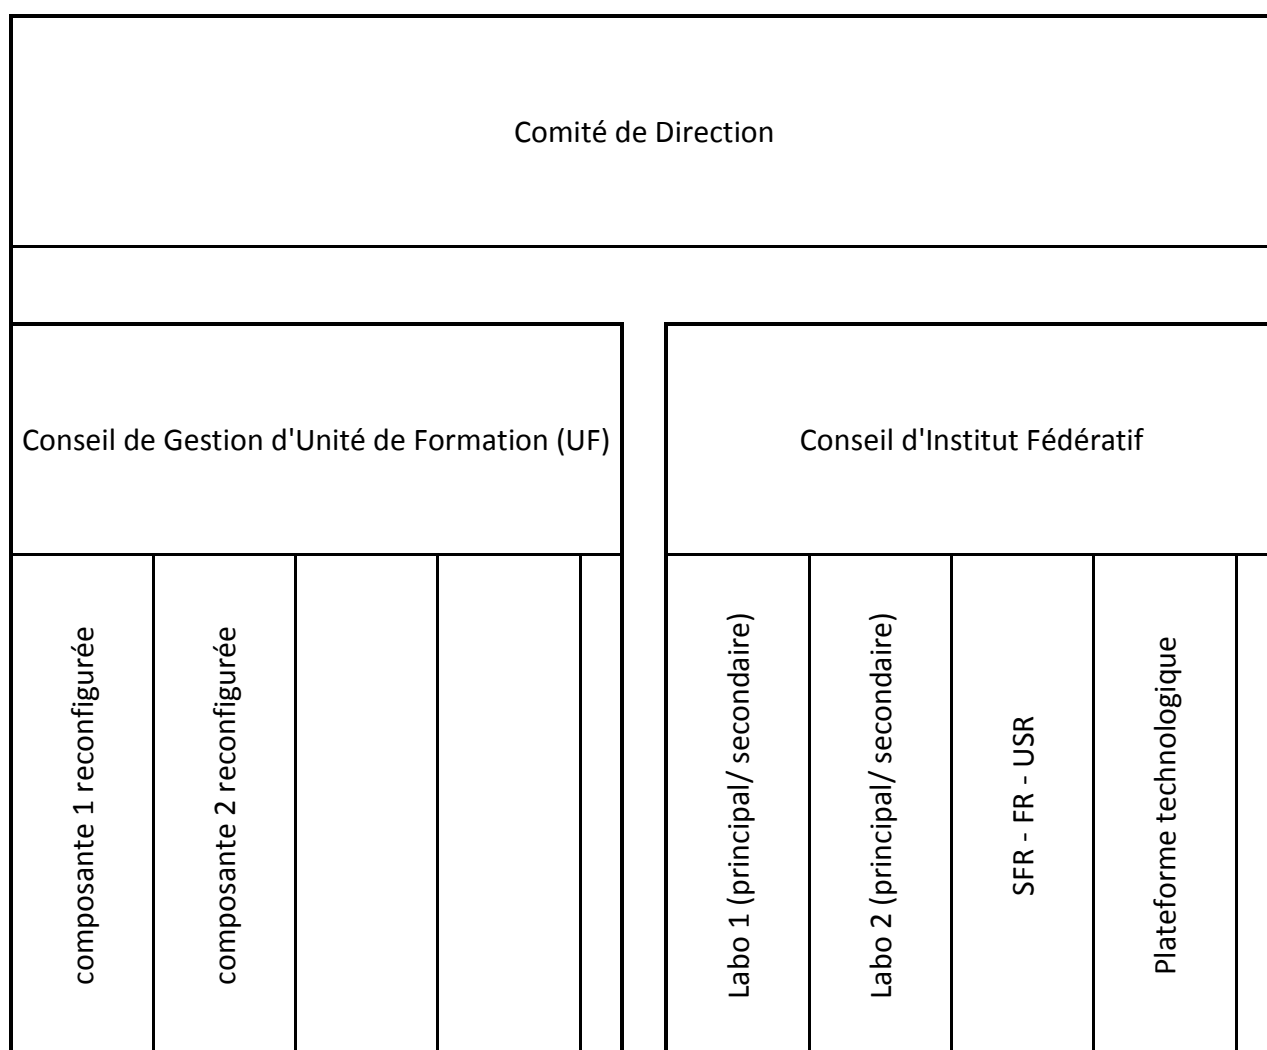 Comité de Direction
Conseil de Gestion d'Unité de Formation (UF)
Conseil d'Institut Fédératif
composante 1 reconfigurée
composante 2 reconfigurée
Labo 1 (principal/ secondaire)
Labo 2 (principal/ secondaire)
SFR - FR - USR
Plateforme technologique